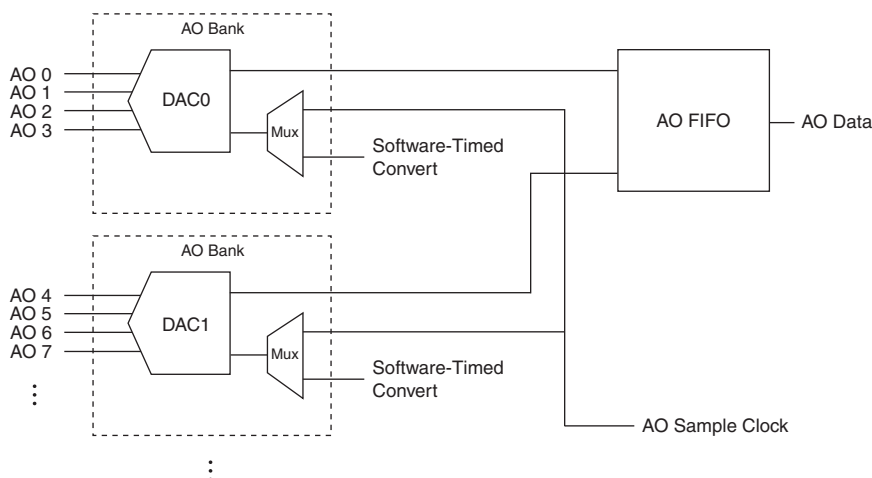 AO Bank
AO 0
AO 1
AO 2
AO 3
DAC0
Mux
Software-Timed
Convert
AO FIFO
AO Data
AO Bank
AO 4
AO 5
AO 6
AO 7
DAC1
Mux
Software-Timed
Convert
AO Sample Clock